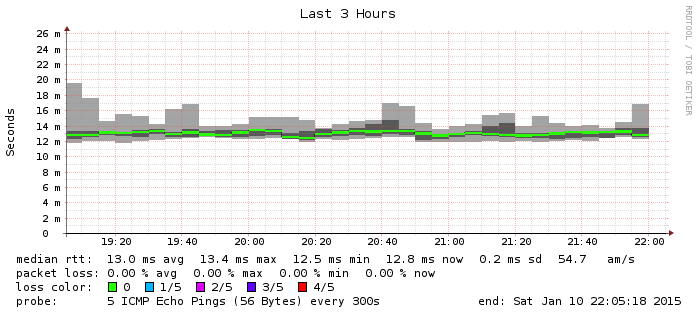 Last 3 Hours
RRDTOOL / TOBI OETIKER
Seconds
26 m
24 m
22 m
20 m
18 m
16 m
14 m
12 m
10 m
8 m
6 m
4 m
2 m
0
19:20 19:40 20:00 20:20 20:40 21:00 21:20 21:40 22:00
median rtt: 13.0 ms avg 13.4 ms max 12.5 ms min 12.8 ms now 0.2 ms sd 54.7 am/s
packet loss: 0.00 % avg 0.00 % max 0.00 % min 0.00 % now
loss color: 0 1/5 2/5 3/5 4/5
probe: 5 ICMP Echo Pings (56 Bytes) every 300s end: Sat Jan 10 22:05:18 2015